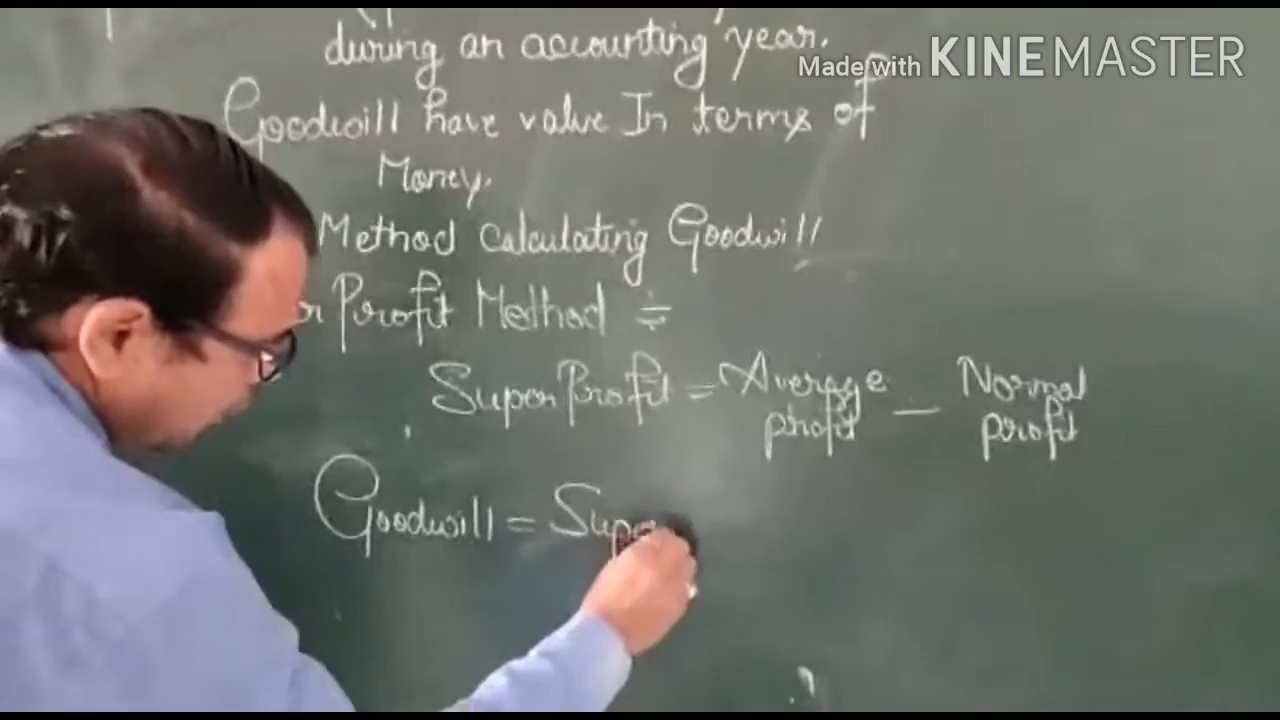 during an accounting year.
Made with KINEMASTER
Goodwill have value In terms of
Money.
Method calculating Goodwill
Profit Method ÷
Super Profit = Average profit – Normal profit
Goodwill = Supe